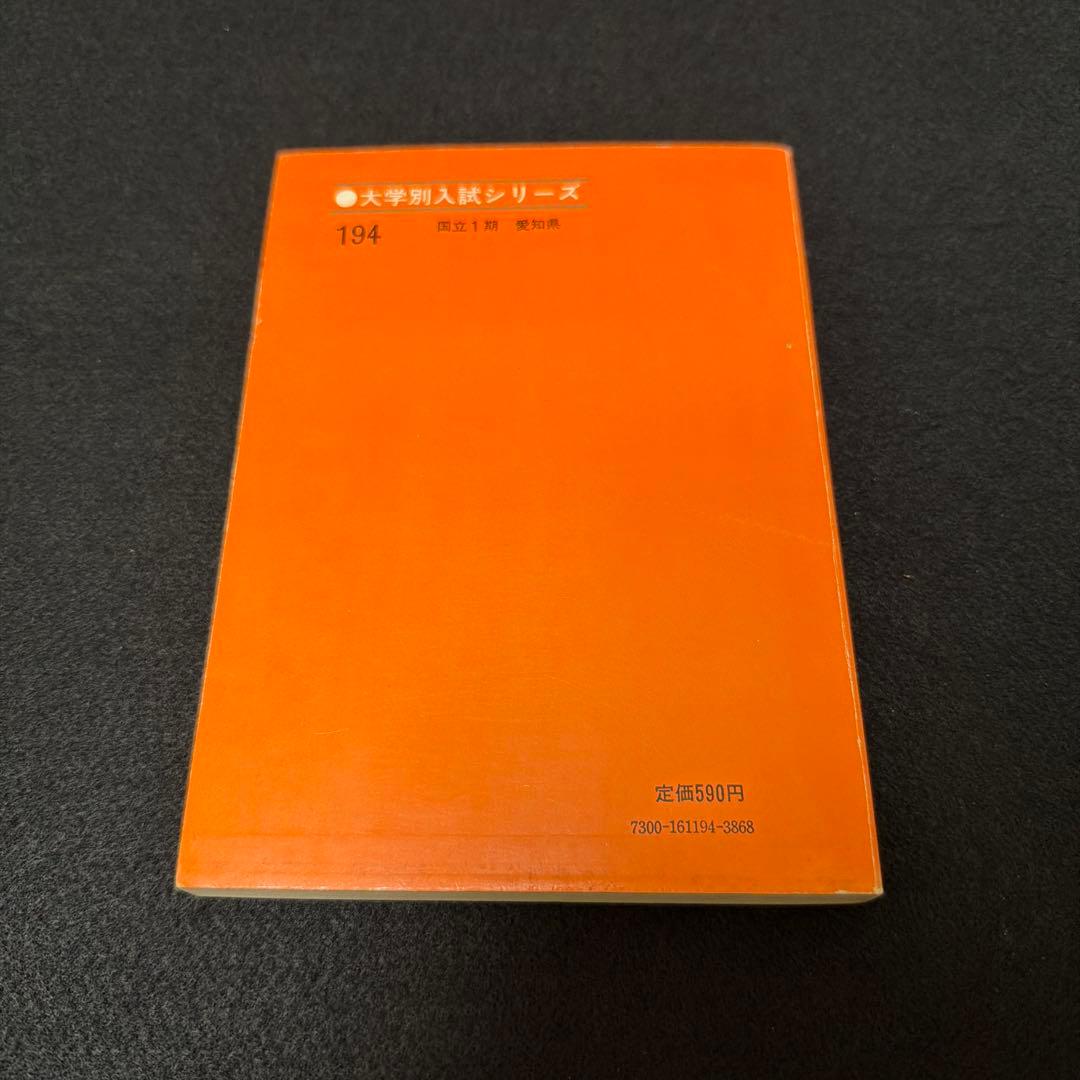 ●大学別入試シリーズ
194 国立1期 愛知県
定価590円
7300-161194-3868